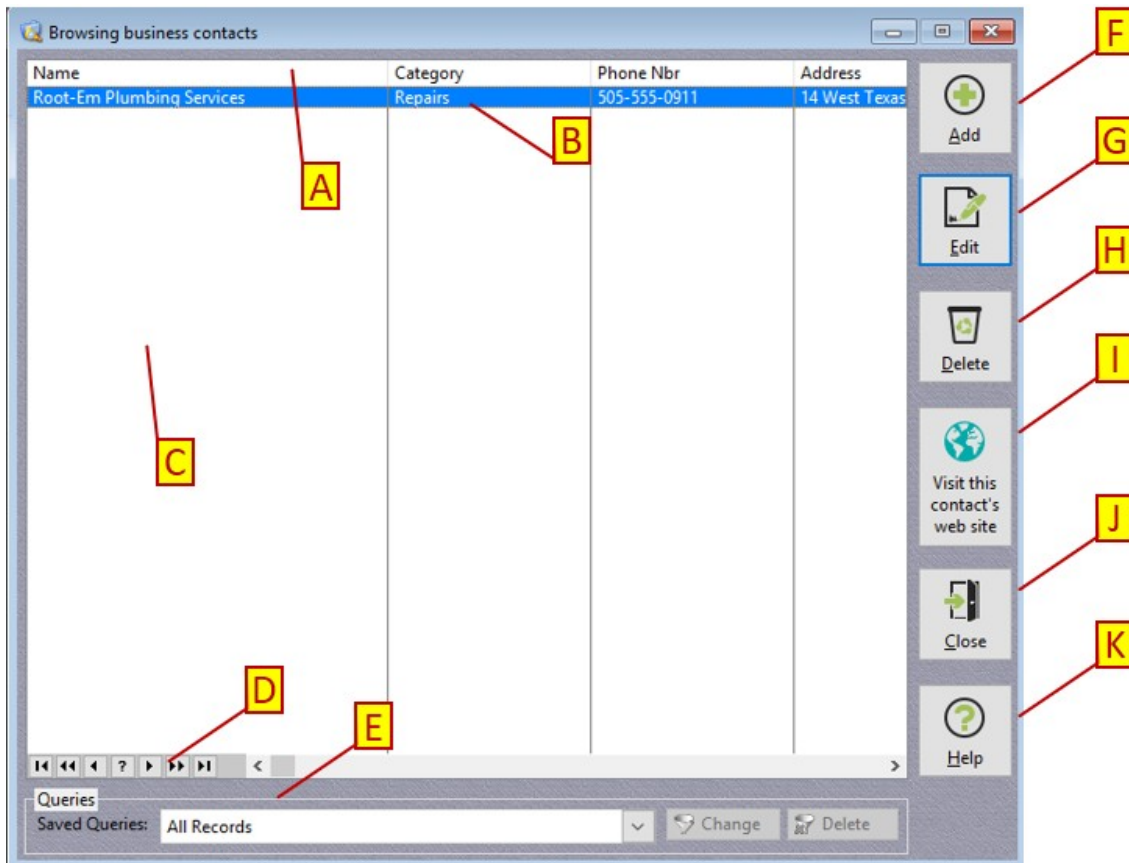 Browsing business contacts
Name Category Phone Nbr Address
Root-Em Plumbing Services Repairs 505-555-0911 14 West Texas
A
B
C
D
E
F
Add
G
Edit
H
Delete
I
Visit this
contact's
web site
J
Close
K
Help
?
Queries
Saved Queries: All Records Change Delete